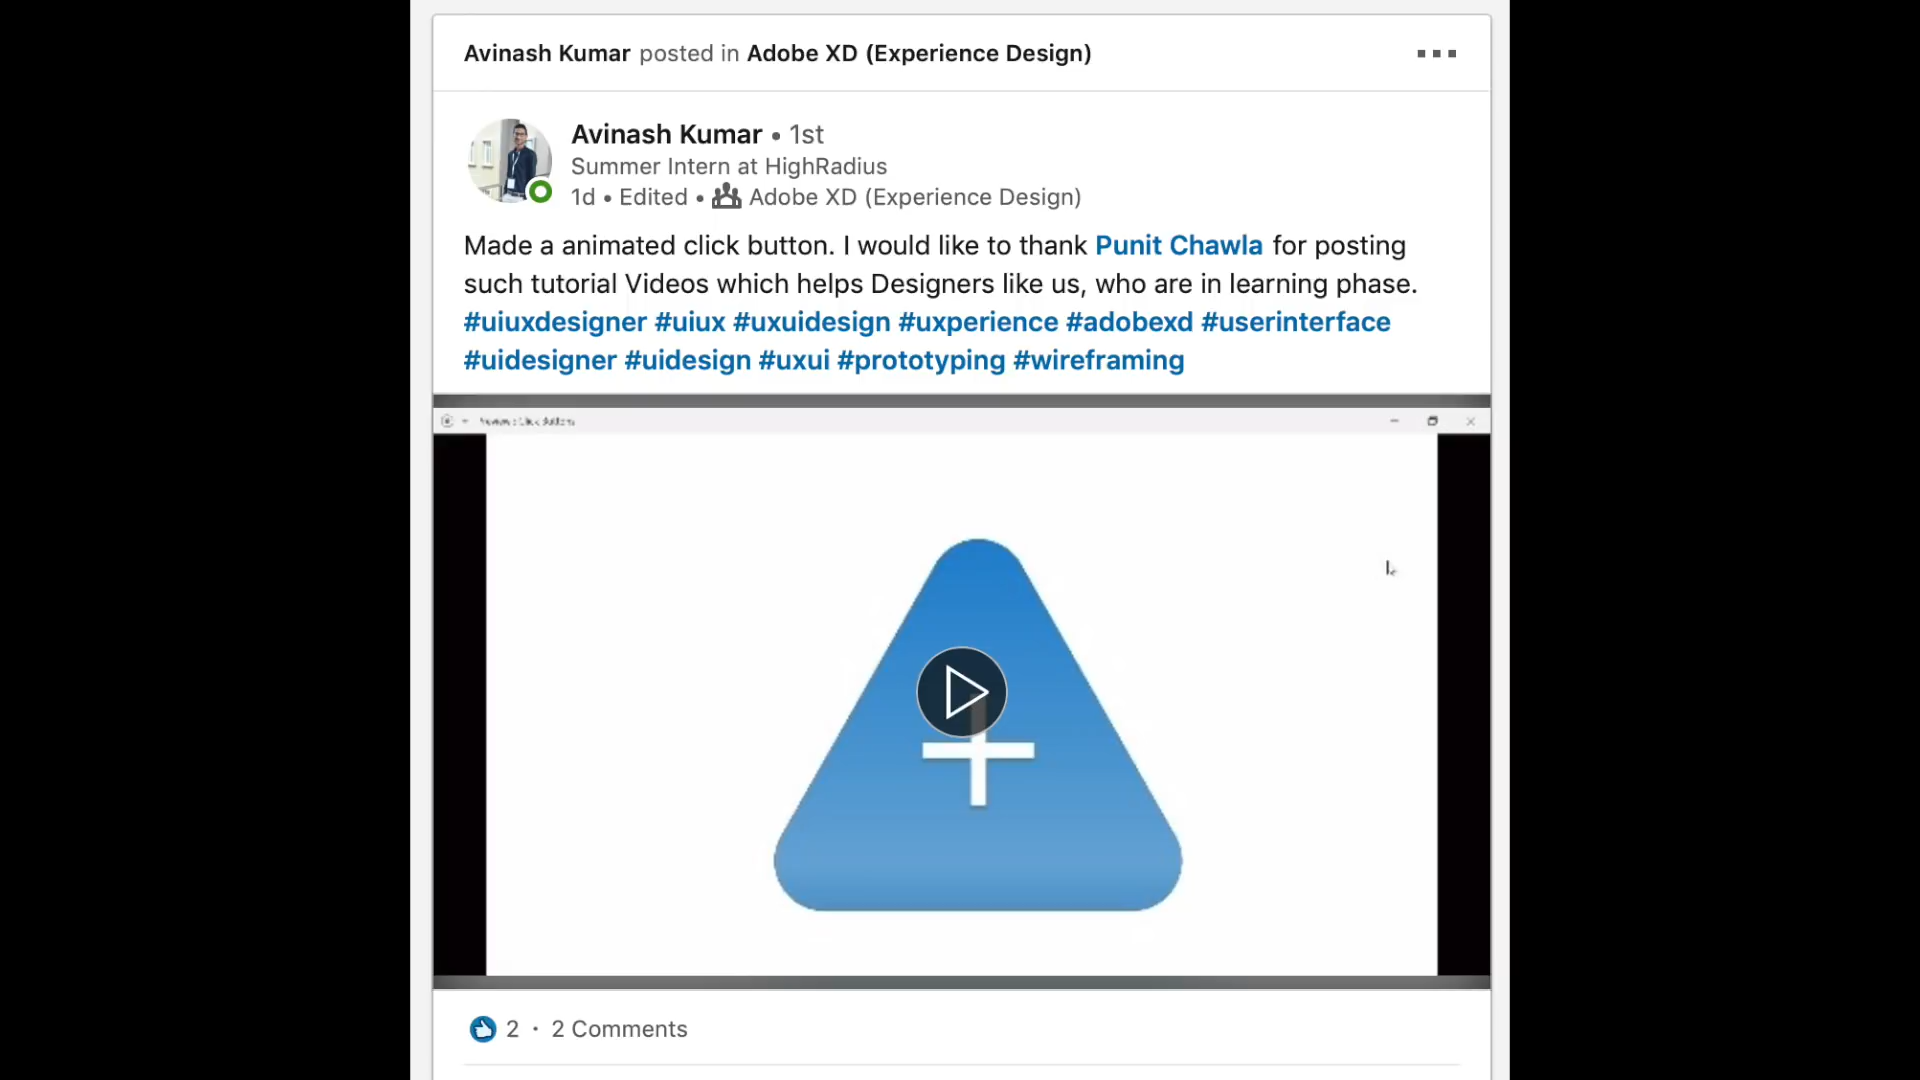 Avinash Kumar posted in Adobe XD (Experience Design)
Avinash Kumar • 1st
Summer Intern at HighRadius
1d • Edited • Adobe XD (Experience Design)
Made a animated click button. I would like to thank Punit Chawla for posting
such tutorial Videos which helps Designers like us, who are in learning phase.
#uiuxdesigner #uiux #uxuidesign #uxperience #adobexd #userinterface
#uidesigner #uidesign #uxui #prototyping #wireframing
Click Buttons
2 · 2 Comments